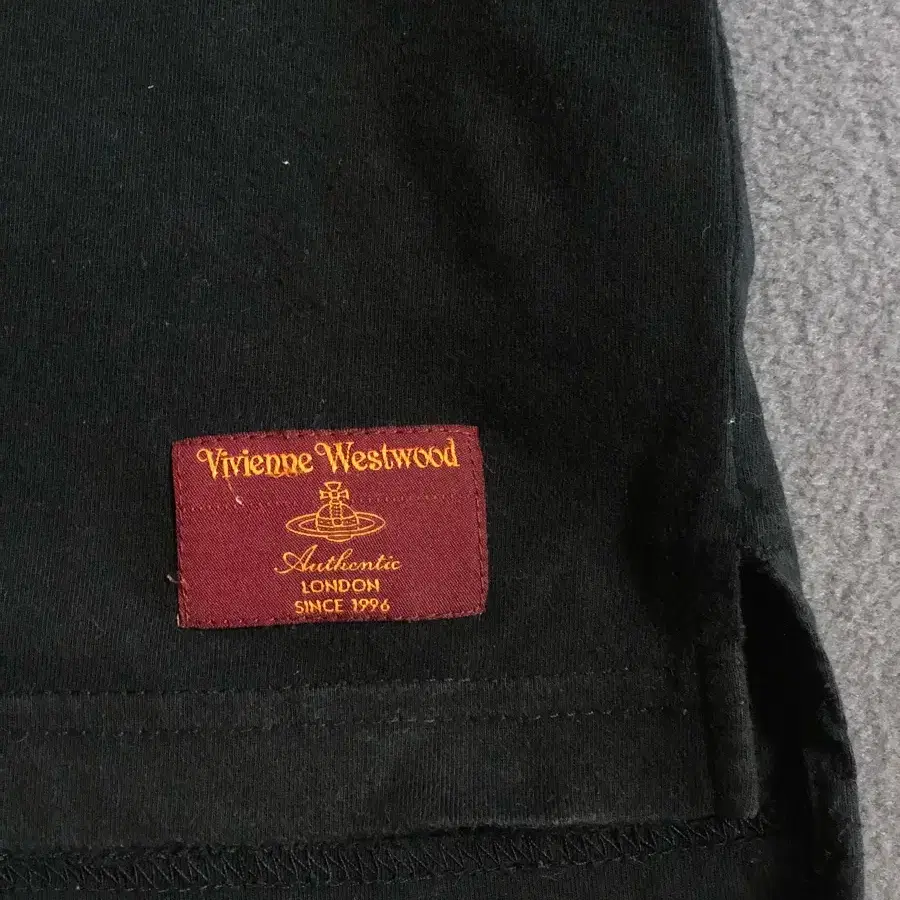 Vivienne Westwood
Authentic
LONDON
SINCE 1996